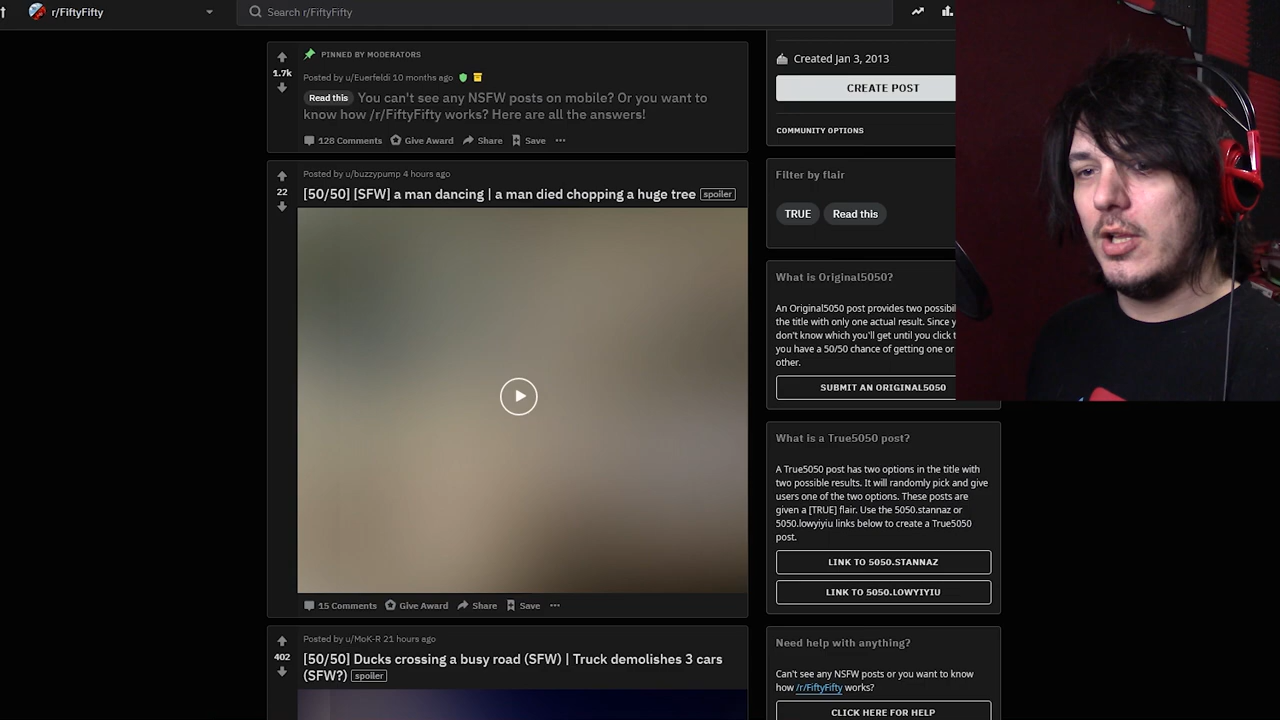 r/FiftyFifty
Search r/FiftyFifty
PINNED BY MODERATORS
1.7k
Posted by u/Euerfeldi 10 months ago
Read this You can't see any NSFW posts on mobile? Or you want to
know how /r/FiftyFifty works? Here are all the answers!
128 Comments Give Award Share Save
Posted by u/buzzypump 4 hours ago
22
[50/50] [SFW] a man dancing | a man died chopping a huge tree spoiler
15 Comments Give Award Share Save
Posted by u/MoK-R 21 hours ago
402
[50/50] Ducks crossing a busy road (SFW) | Truck demolishes 3 cars
(SFW?) spoiler
Created Jan 3, 2013
CREATE POST
COMMUNITY OPTIONS
Filter by flair
TRUE Read this
What is Original5050?
An Original5050 post provides two possibil
the title with only one actual result. Since y
don't know which you'll get until you click t
you have a 50/50 chance of getting one or
other.
SUBMIT AN ORIGINAL5050
What is a True5050 post?
A True5050 post has two options in the title with
two possible results. It will randomly pick and give
users one of the two options. These posts are
given a [TRUE] flair. Use the 5050.stannaz or
5050.lowyiyiu links below to create a True5050
post.
LINK TO 5050.STANNAZ
LINK TO 5050.LOWYIYIU
Need help with anything?
Can't see any NSFW posts or you want to know
how /r/FiftyFifty works?
CLICK HERE FOR HELP